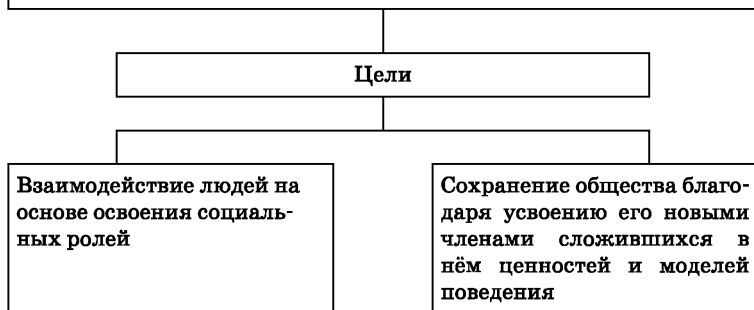 Цели
Взаимодействие людей на
основе освоения социаль-
ных ролей
Сохранение общества благо-
даря усвоению его новыми
членами сложившихся в
нём ценностей и моделей
поведения